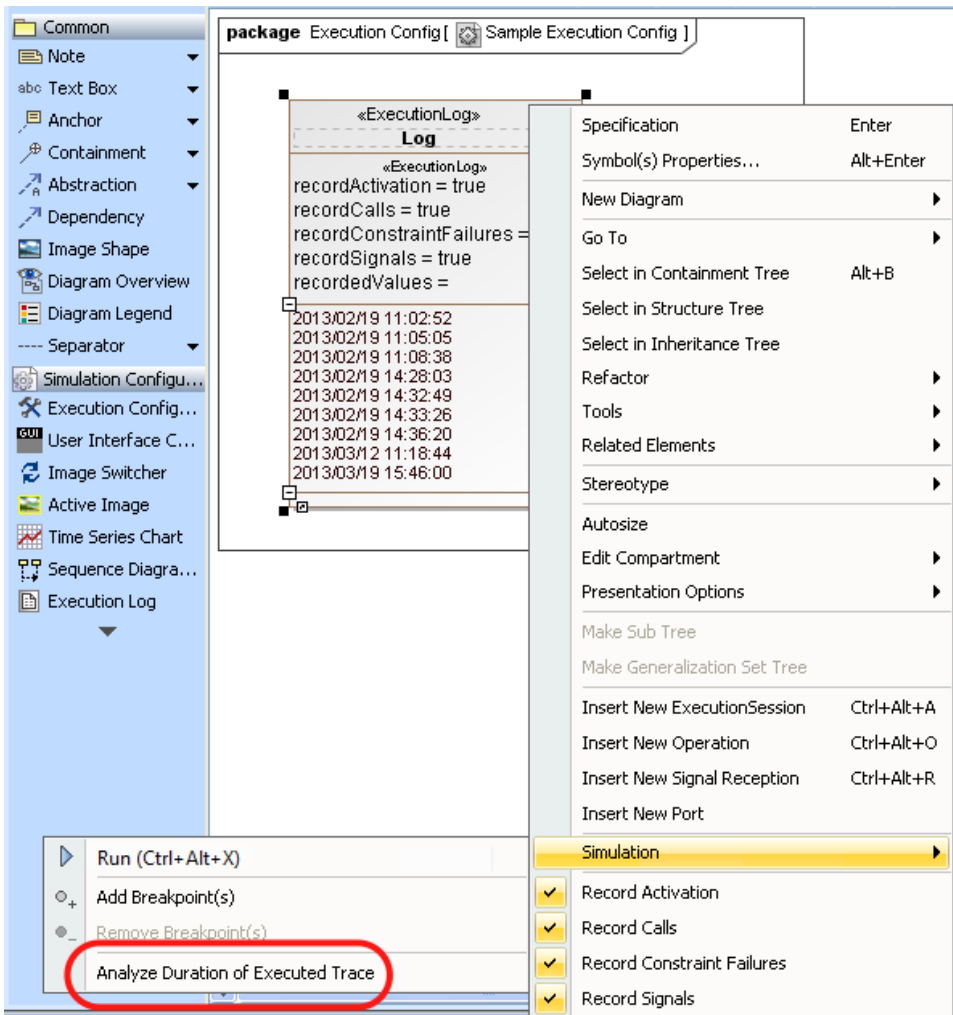 Common
Note
abc Text Box
Anchor
Containment
Abstraction
Dependency
Image Shape
Diagram Overview
Diagram Legend
---- Separator
Simulation Configu...
Execution Config...
GUI User Interface C...
Image Switcher
Active Image
Time Series Chart
Sequence Diagra...
Execution Log
package Execution Config [ Sample Execution Config ]
«ExecutionLog»
Log
«ExecutionLog»
recordActivation = true
recordCalls = true
recordConstraintFailures =
recordSignals = true
recordedValues =
2013/02/19 11:02:52
2013/02/19 11:05:05
2013/02/19 11:08:38
2013/02/19 14:28:03
2013/02/19 14:32:49
2013/02/19 14:33:26
2013/02/19 14:36:20
2013/03/12 11:18:44
2013/03/19 15:46:00
Specification Enter
Symbol(s) Properties... Alt+Enter
New Diagram
Go To
Select in Containment Tree Alt+B
Select in Structure Tree
Select in Inheritance Tree
Refactor
Tools
Related Elements
Stereotype
Autosize
Edit Compartment
Presentation Options
Make Sub Tree
Make Generalization Set Tree
Insert New ExecutionSession Ctrl+Alt+A
Insert New Operation Ctrl+Alt+O
Insert New Signal Reception Ctrl+Alt+R
Insert New Port
Simulation
Record Activation
Record Calls
Record Constraint Failures
Record Signals
Run (Ctrl+Alt+X)
Add Breakpoint(s)
Remove Breakpoint(s)
Analyze Duration of Executed Trace